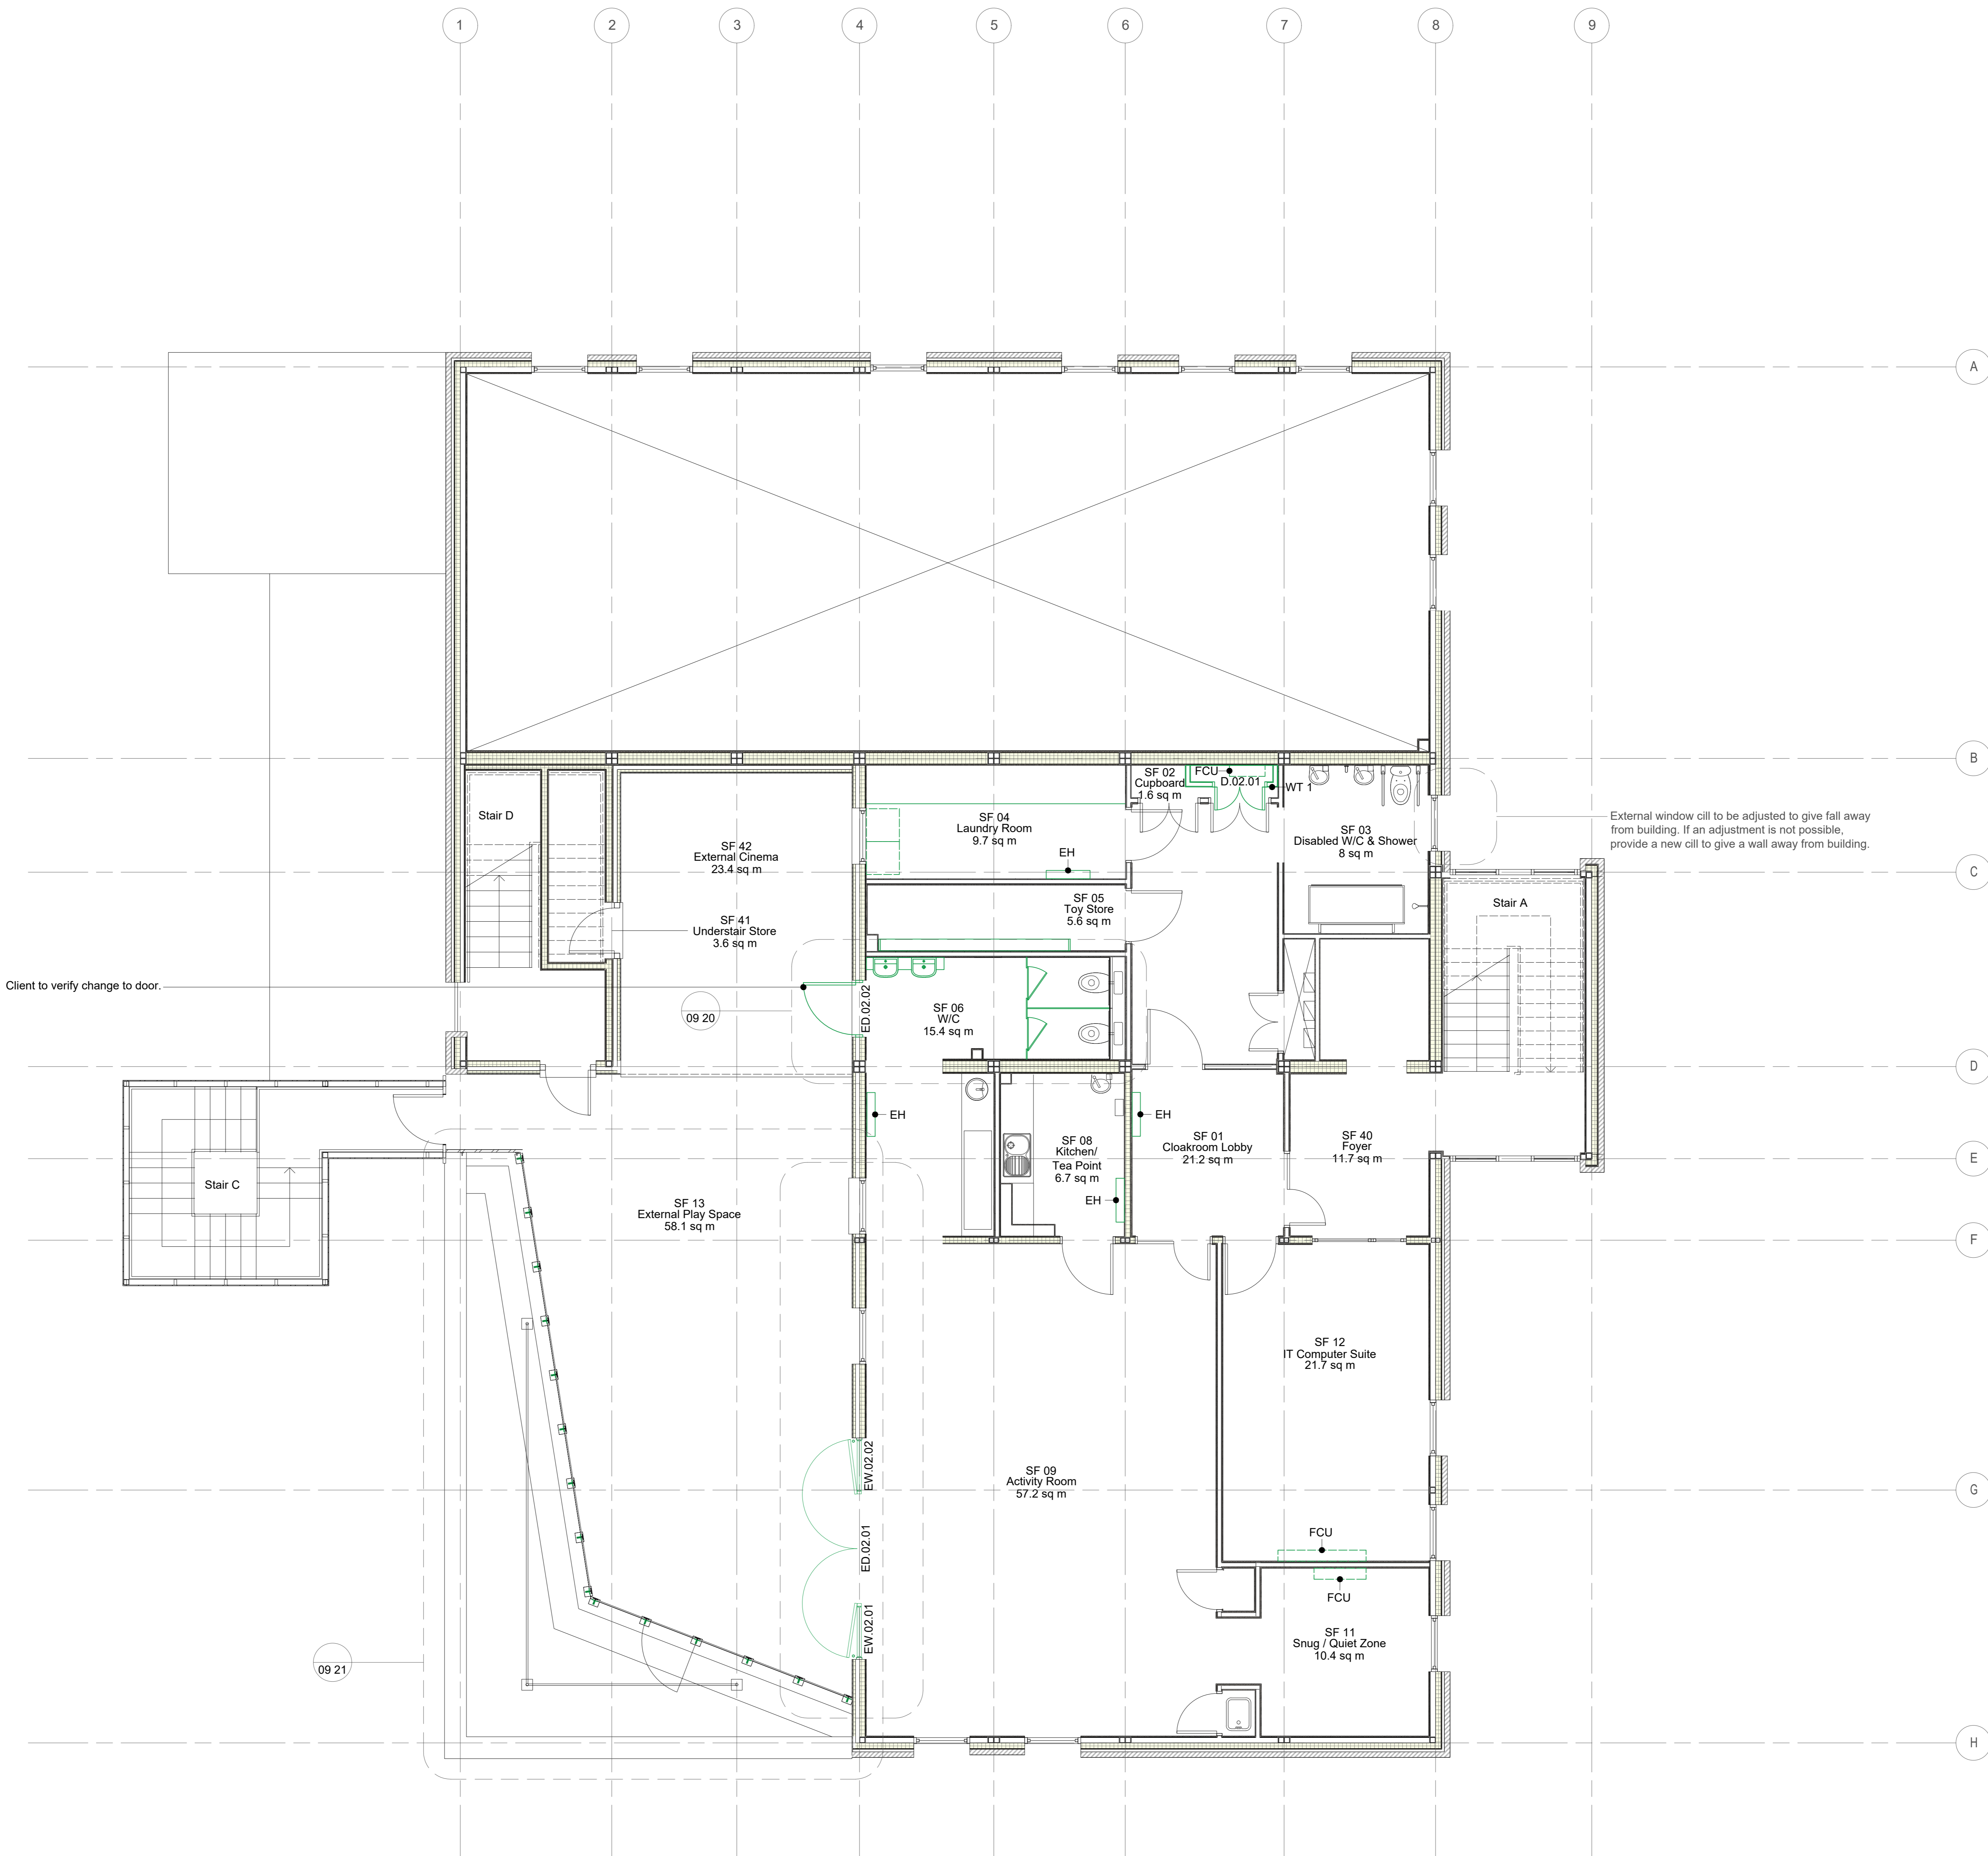 1
2
3
4
5
6
7
8
9
A
B
C
D
E
F
G
H
FCU
D.02.01
WT 1
SF 02
Cupboard
1.6 sq m
Stair D
SF 04
Laundry Room
9.7 sq m
EH
SF 03
Disabled W/C & Shower
8 sq m
External window cill to be adjusted to give fall away
from building. If an adjustment is not possible,
provide a new cill to give a wall away from building.
SF 42
External Cinema
23.4 sq m
SF 41
Understair Store
3.6 sq m
SF 05
Toy Store
5.6 sq m
Stair A
Client to verify change to door.
09 20
ED.02.02
SF 06
W/C
15.4 sq m
EH
EH
SF 08
Kitchen/
Tea Point
6.7 sq m
EH
SF 01
Cloakroom Lobby
21.2 sq m
SF 40
Foyer
11.7 sq m
Stair C
SF 13
External Play Space
58.1 sq m
SF 12
IT Computer Suite
21.7 sq m
EW.02.02
SF 09
Activity Room
57.2 sq m
ED.02.01
FCU
FCU
EW.02.01
SF 11
Snug / Quiet Zone
10.4 sq m
09 21